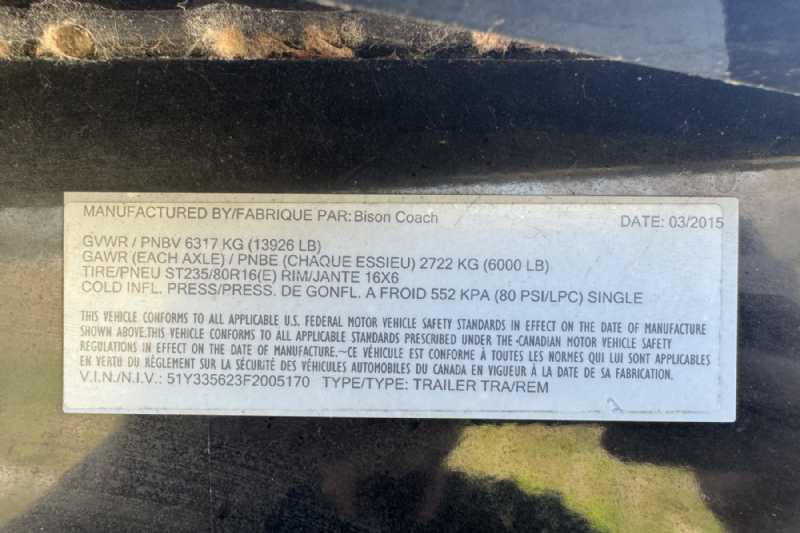 MANUFACTURED BY/FABRIQUE PAR: Bison Coach DATE: 03/2015
GVWR / PNBV 6317 KG (13926 LB)
GAWR (EACH AXLE) / PNBE (CHAQUE ESSIEU) 2722 KG (6000 LB)
TIRE/PNEU ST235/80R16(E) RIM/JANTE 16X6
COLD INFL. PRESS/PRESS. DE GONFL. A FROID 552 KPA (80 PSI/LPC) SINGLE
THIS VEHICLE CONFORMS TO ALL APPLICABLE U.S. FEDERAL MOTOR VEHICLE SAFETY STANDARDS IN EFFECT ON THE DATE OF MANUFACTURE
SHOWN ABOVE.THIS VEHICLE CONFORMS TO ALL APPLICABLE STANDARDS PRESCRIBED UNDER THE -CANADIAN MOTOR VEHICLE SAFETY
REGULATIONS IN EFFECT ON THE DATE OF MANUFACTURE.~CE VÉHICULE EST CONFORME À TOUTES LES NORMES QUI LUI SONT APPLICABLES
EN VERTU DU RÈGLEMENT SUR LA SÉCURITÉ DES VÉHICULES AUTOMOBILES DU CANADA EN VIGUEUR À LA DATE DE SA FABRICATION.
V.I.N./N.I.V.: 51Y335623F2005170 TYPE/TYPE: TRAILER TRA/REM